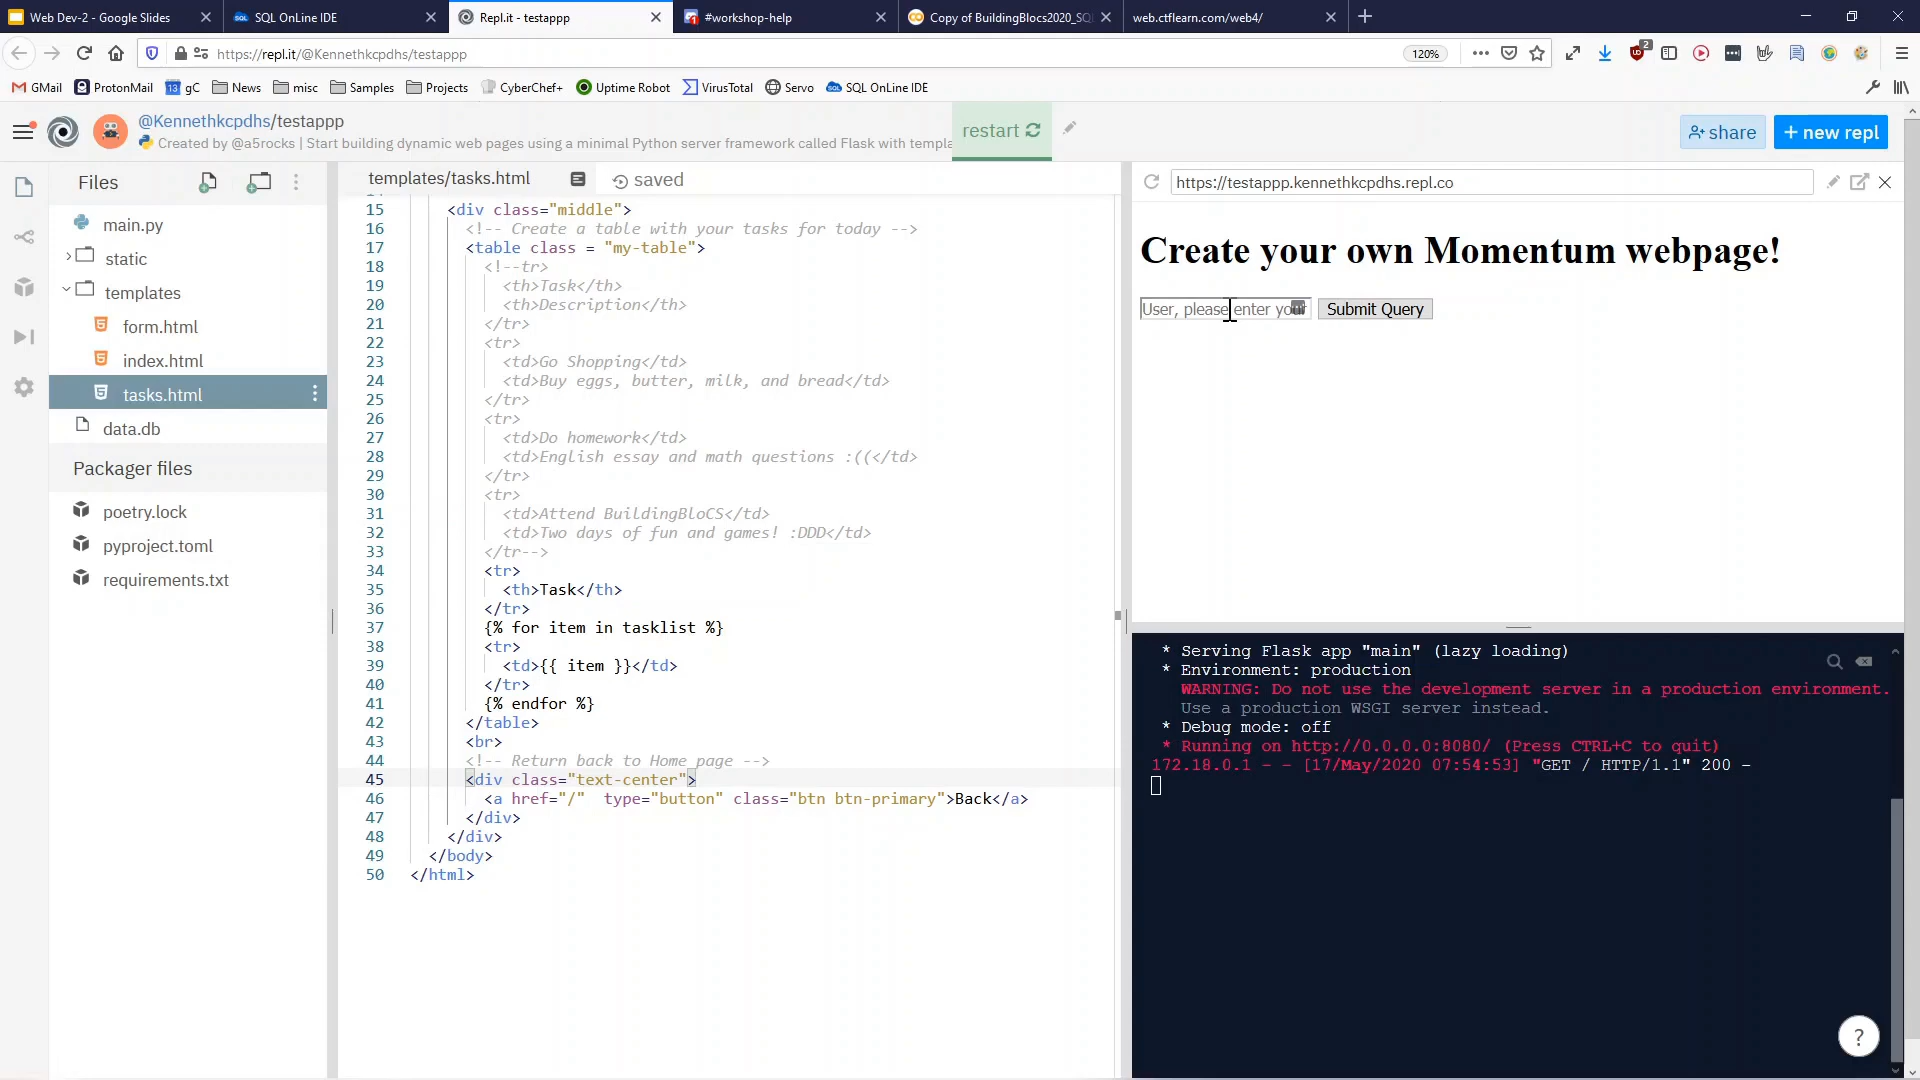 Web Dev-2 - Google Slides
SQL OnLine IDE
Repl.it - testappp
#workshop-help
Copy of BuildingBlocs2020_SQ
web.ctflearn.com/web4/
https://repl.it/@Kennethkcpdhs/testappp
120%
2
GMail
ProtonMail
13 gC
News
misc
Samples
Projects
CyberChef+
Uptime Robot
VirusTotal
Servo
SQL OnLine IDE
@Kennethkcpdhs/testappp
Created by @a5rocks | Start building dynamic web pages using a minimal Python server framework called Flask with templa
restart
share
+ new repl
Files
main.py
static
templates
form.html
index.html
tasks.html
data.db
Packager files
poetry.lock
pyproject.toml
requirements.txt
templates/tasks.html
saved
15 <div class="middle">
16 <!-- Create a table with your tasks for today -->
17 <table class = "my-table">
18 <!--tr>
19 <th>Task</th>
20 <th>Description</th>
21 </tr>
22 <tr>
23 <td>Go Shopping</td>
24 <td>Buy eggs, butter, milk, and bread</td>
25 </tr>
26 <tr>
27 <td>Do homework</td>
28 <td>English essay and math questions :((</td>
29 </tr>
30 <tr>
31 <td>Attend BuildingBloCS</td>
32 <td>Two days of fun and games! :DDD</td>
33 </tr-->
34 <tr>
35 <th>Task</th>
36 </tr>
37 {% for item in tasklist %}
38 <tr>
39 <td>{{ item }}</td>
40 </tr>
41 {% endfor %}
42 </table>
43 <br>
44 <!-- Return back to Home page -->
45 <div class="text-center">
46 <a href="/"  type="button" class="btn btn-primary">Back</a>
47 </div>
48 </div>
49 </body>
50 </html>
https://testappp.kennethkcpdhs.repl.co
Create your own Momentum webpage!
User, please enter your
Submit Query
* Serving Flask app "main" (lazy loading)
* Environment: production
WARNING: Do not use the development server in a production environment.
Use a production WSGI server instead.
* Debug mode: off
* Running on http://0.0.0.0:8080/ (Press CTRL+C to quit)
172.18.0.1 - - [17/May/2020 07:54:53] "GET / HTTP/1.1" 200 -
?